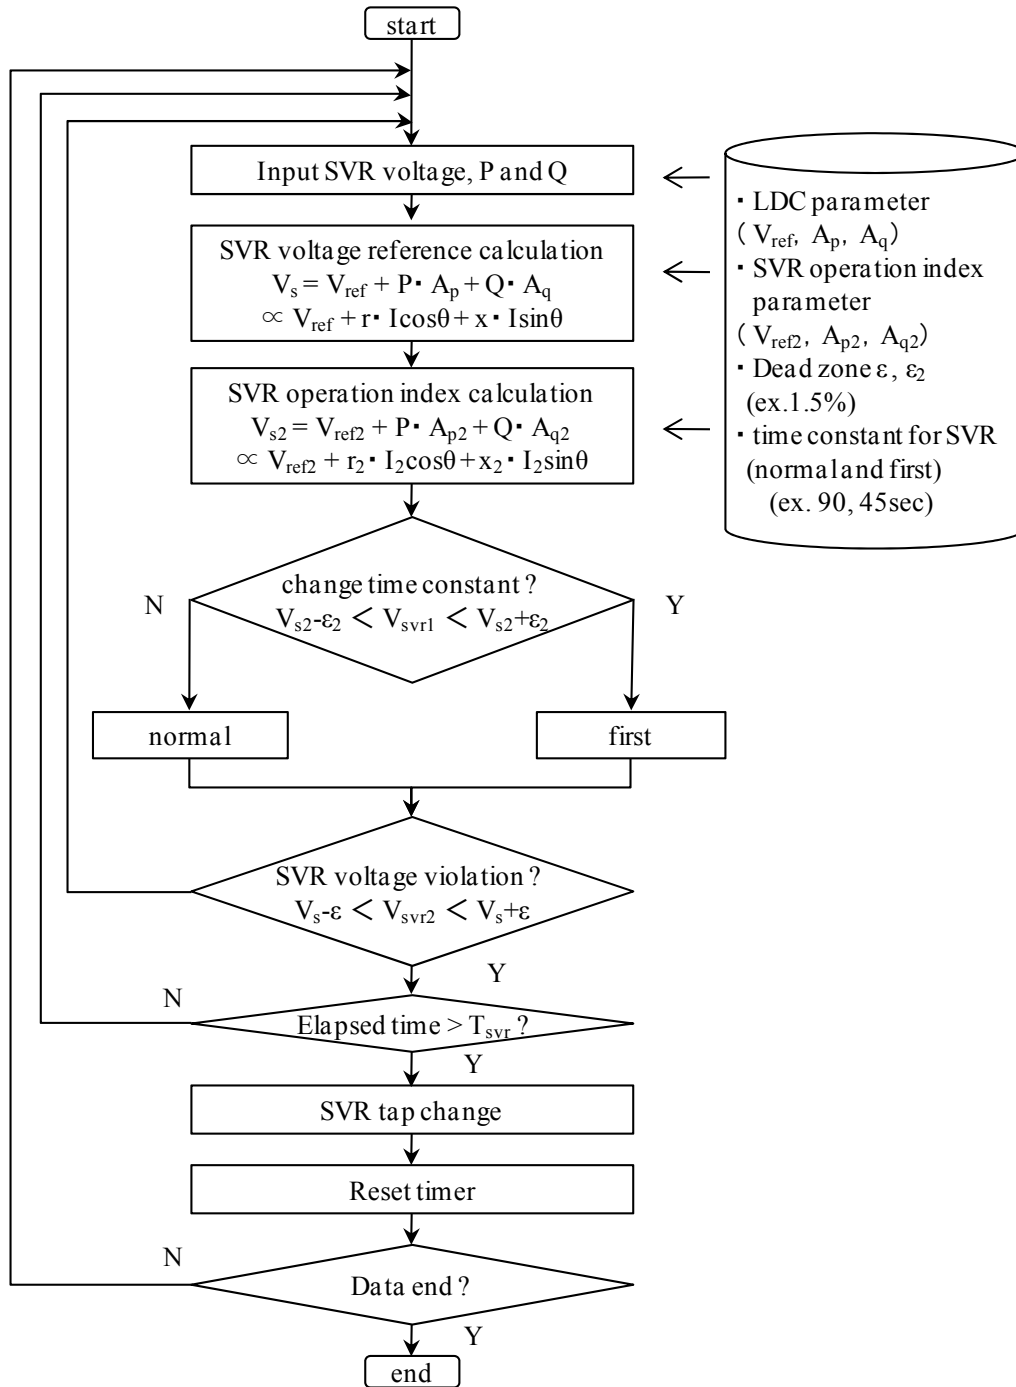 start
Input SVR voltage, P and Q
SVR voltage reference calculation
Vs = Vref + P・Ap + Q・Aq
∝ Vref + r・Icosθ + x・Isinθ
SVR operation index calculation
Vs2 = Vref2 + P・Ap2 + Q・Aq2
∝ Vref2 + r2・I2cosθ + x2・I2sinθ
・LDC parameter
(Vref, Ap, Aq)
・SVR operation index
parameter
(Vref2, Ap2, Aq2)
・Dead zone ε, ε2
(ex.1.5%)
・time constant for SVR
(normal and first)
(ex. 90, 45sec)
change time constant ?
N
Y
Vs2-ε2 < Vsvr1 < Vs2+ε2
normal
first
SVR voltage violation ?
Vs-ε < Vsvr2 < Vs+ε
Y
N
Elapsed time > Tsvr ?
Y
SVR tap change
Reset timer
N
Data end ?
Y
end